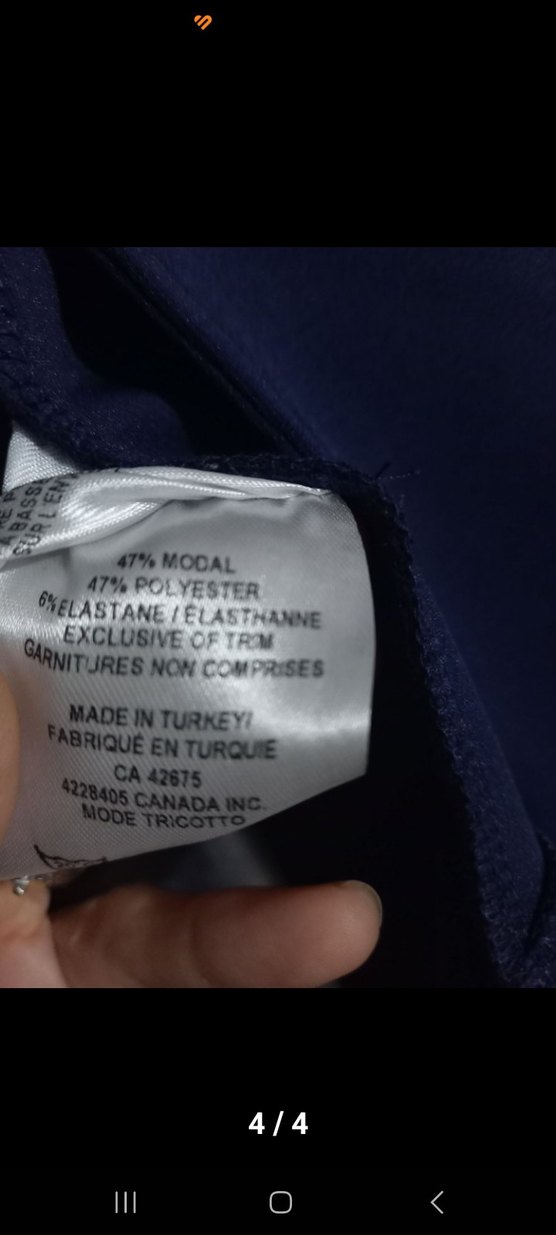 47% MODAL
47% POLYESTER
6% ELASTANE / ÉLASTHANNE
EXCLUSIVE OF TRIM
GARNITURES NON COMPRISES
MADE IN TURKEY/
FABRIQUÉ EN TURQUIE
CA 42675
4228405 CANADA INC.
MODE TRICOTTO
4 / 4